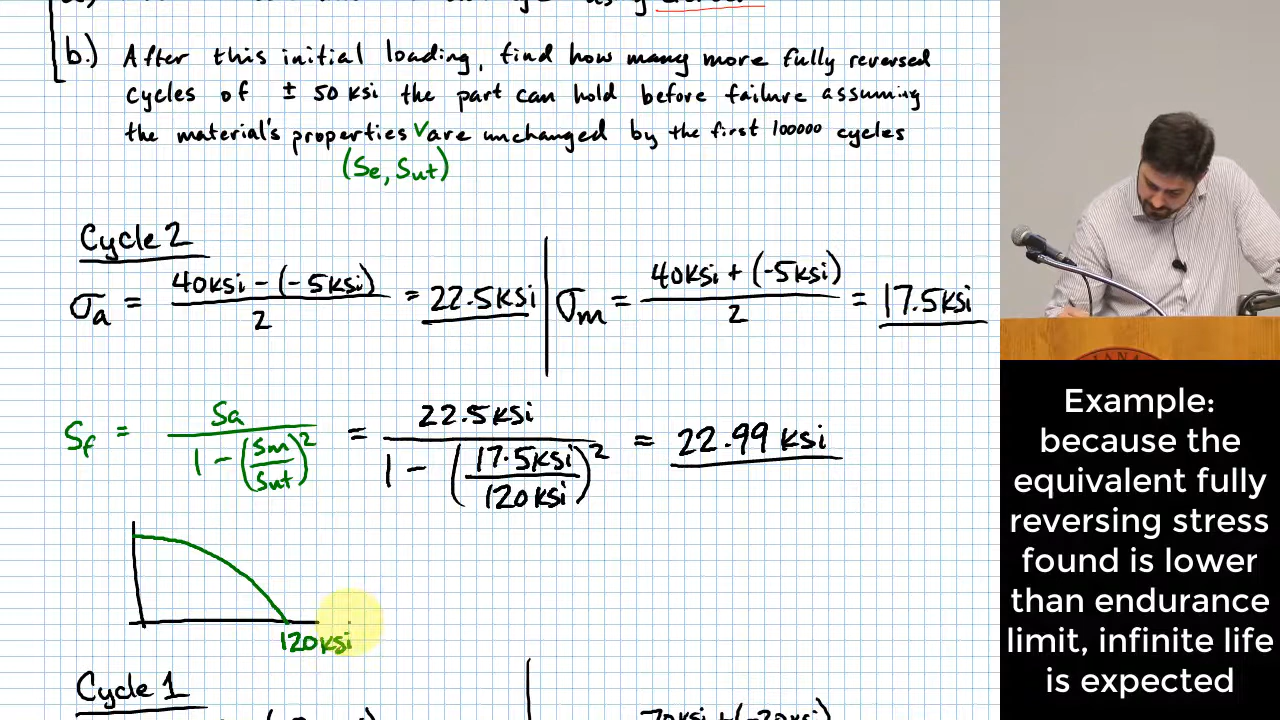 b.) After this initial loading, find how many more fully reversed
cycles of ± 50 ksi the part can hold before failure assuming
the material's properties V are unchanged by the first 100000 cycles
(Se, Sut)
Cycle 2
σa = 40ksi - (-5ksi) / 2 = 22.5ksi | σm = 40ksi + (-5ksi) / 2 = 17.5ksi
Sf = Sa / 1 - (Sm/Sut)² = 22.5ksi / 1 - (17.5ksi/120ksi)² = 22.99 ksi
120ksi
Cycle 1
Example:
because the
equivalent fully
reversing stress
found is lower
than endurance
limit, infinite life
is expected